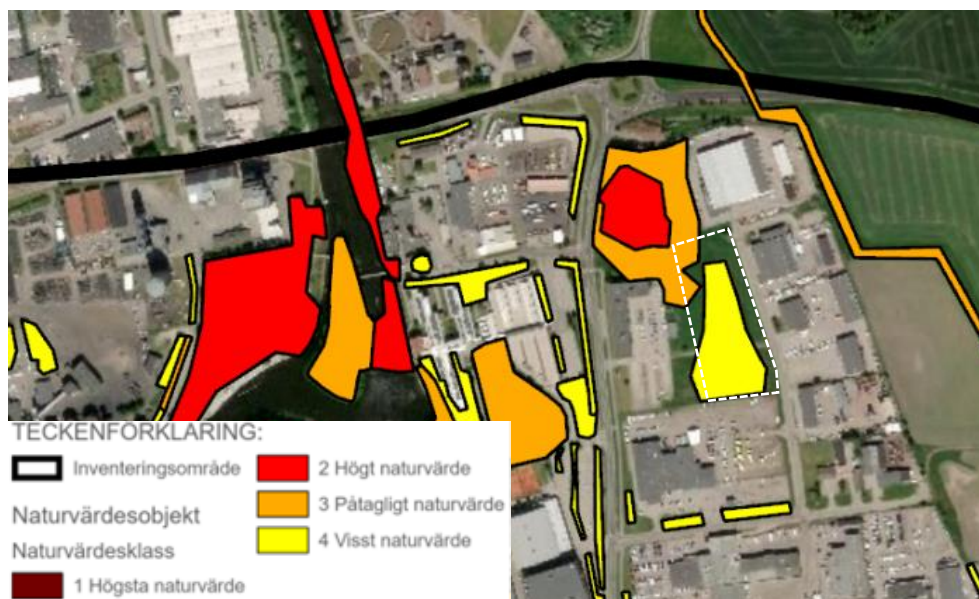 TECKENFÖRKLARING:
Inventeringsområde
Naturvärdesobjekt
Naturvärdesklass
1 Högsta naturvärde
2 Högt naturvärde
3 Påtagligt naturvärde
4 Visst naturvärde